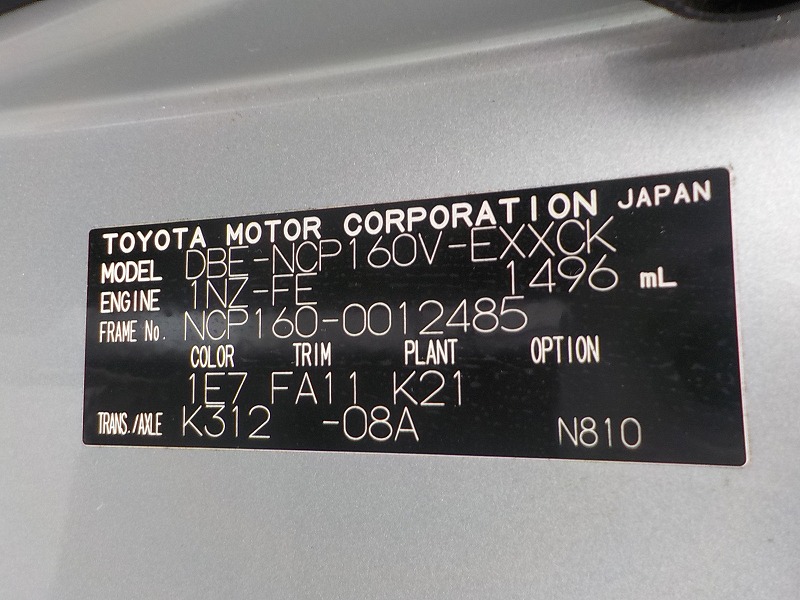 TOYOTA MOTOR CORPORATION JAPAN
MODEL DBE-NCP160V-EXXCK
ENGINE 1NZ-FE 1496 mL
FRAME No. NCP160-0012485
COLOR TRIM PLANT OPTION
1E7 FA11 K21
TRANS./AXLE K312 -08A N810